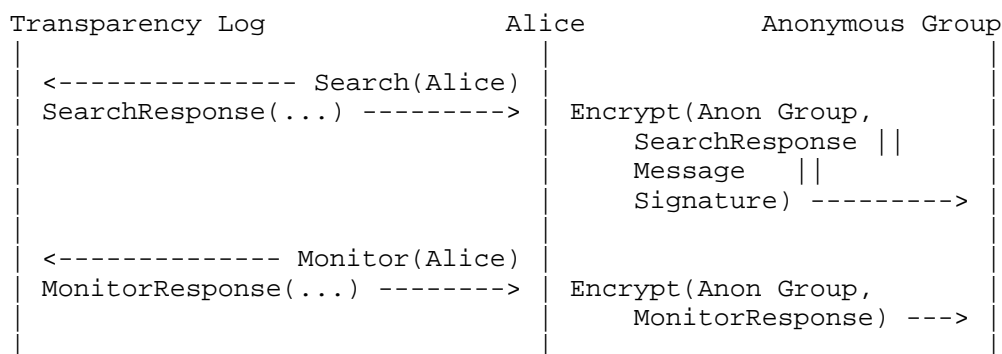 Transparency Log               Alice           Anonymous Group
|                                 |                           |
| <--------------- Search(Alice) |                           |
| SearchResponse(...) ---------> | Encrypt(Anon Group,       |
|                                 |     SearchResponse ||     |
|                                 |     Message   ||          |
|                                 |     Signature) ---------> |
|                                 |                           |
| <-------------- Monitor(Alice) |                           |
| MonitorResponse(...) --------> | Encrypt(Anon Group,       |
|                                 |     MonitorResponse) ---> |
|                                 |                           |